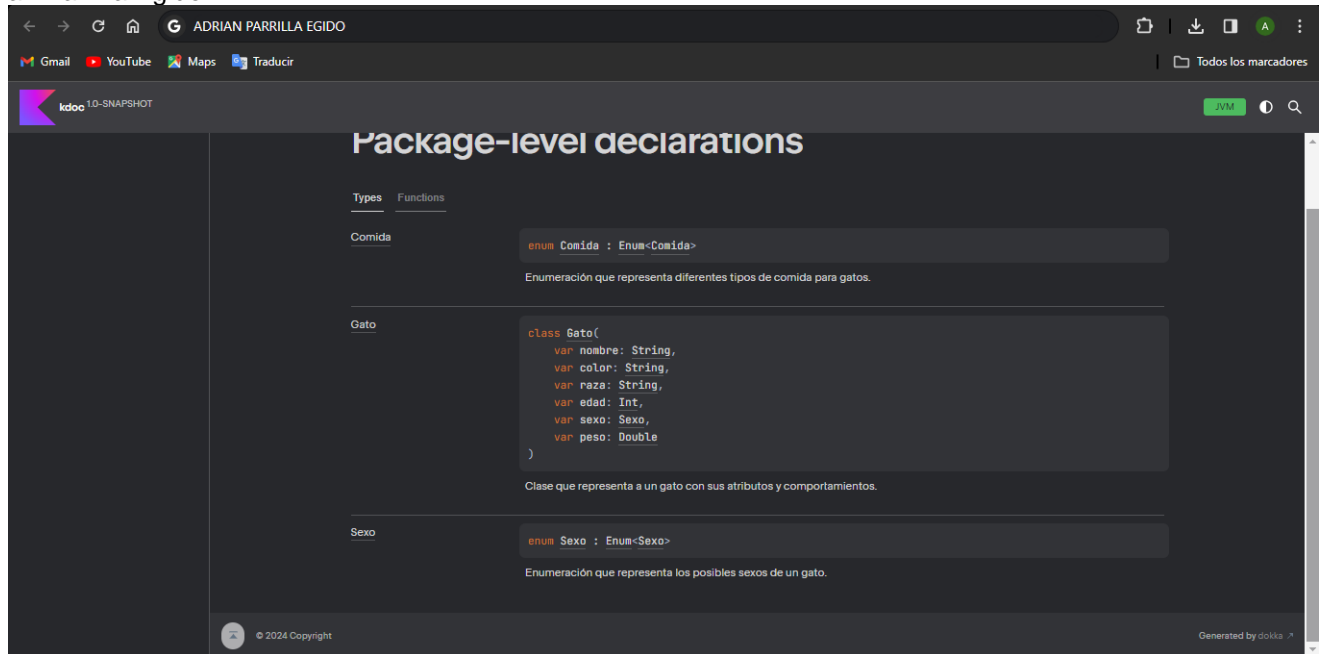 ADRIAN PARRILLA EGIDO
A
Gmail YouTube Maps Traducir Todos los marcadores
kdoc 1.0-SNAPSHOT JVM
Package-level declarations
Types Functions
Comida
enum Comida : Enum<Comida>
Enumeración que representa diferentes tipos de comida para gatos.
Gato
class Gato(
var nombre: String,
var color: String,
var raza: String,
var edad: Int,
var sexo: Sexo,
var peso: Double
)
Clase que representa a un gato con sus atributos y comportamientos.
Sexo
enum Sexo : Enum<Sexo>
Enumeración que representa los posibles sexos de un gato.
© 2024 Copyright Generated by dokka